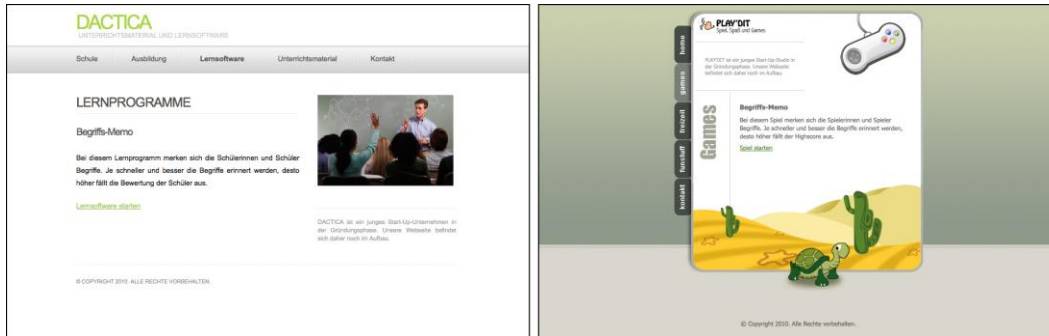 DACTICA
UNTERRICHTSMATERIAL UND LERNSOFTWARE
Schule Ausbildung Lernsoftware Unterrichtsmaterial Kontakt
LERNPROGRAMME
Begriffs-Memo
Bei diesem Lernprogramm merken sich die Schülerinnen und Schüler
Begriffe. Je schneller und besser die Begriffe erinnert werden, desto
höher fällt die Bewertung der Schüler aus.
Lernsoftware starten
DACTICA ist ein junges Start-Up-Unternehmen in
der Gründungsphase. Unsere Webseite befindet
sich daher noch im Aufbau.
© COPYRIGHT 2010. ALLE RECHTE VORBEHALTEN.
PLAY'DIT
Spiel, Spaß und Games
home
games
freizeit
funstuff
kontakt
PLAY'DIT ist ein junges Start-Up-Studio in
der Gründungsphase. Unsere Webseite
befindet sich daher noch im Aufbau.
Games
Begriffs-Memo
Bei diesem Spiel merken sich die Spielerinnen und Spieler
Begriffe. Je schneller und besser die Begriffe erinnert werden,
desto höher fällt der Highscore aus.
Spiel starten
© Copyright 2010. Alle Rechte vorbehalten.